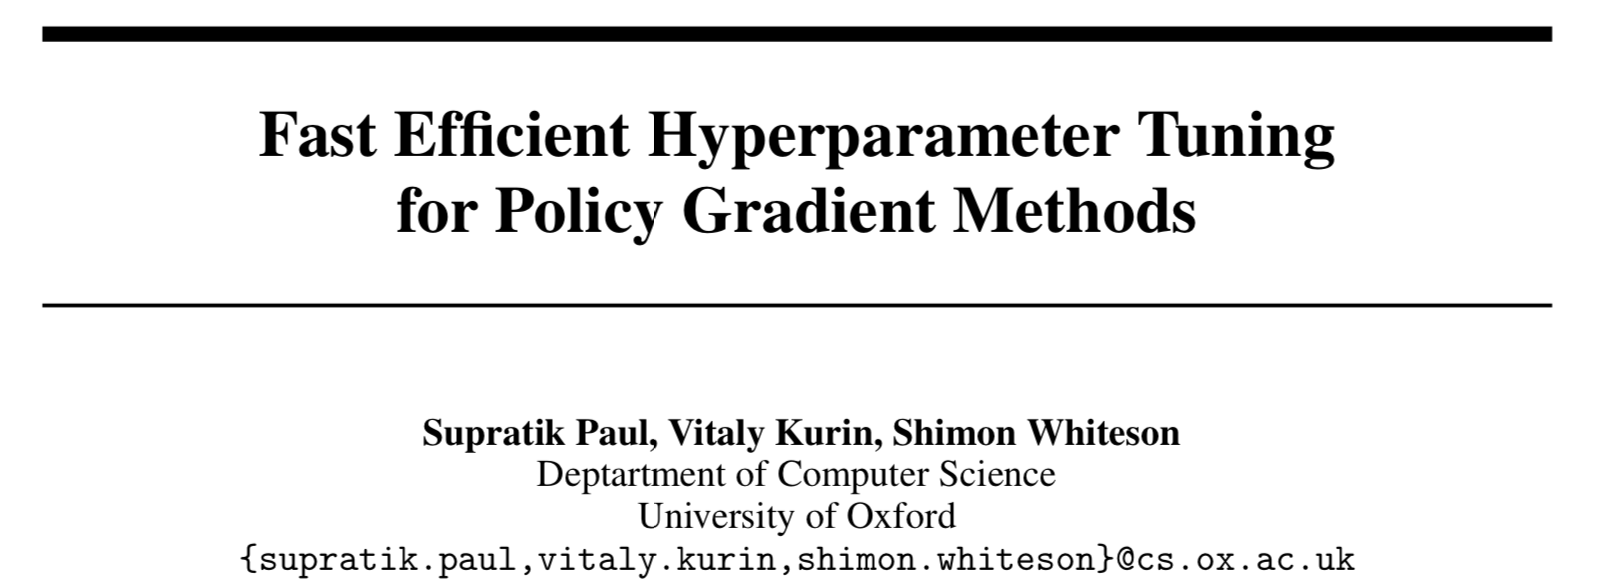 Fast Efficient Hyperparameter Tuning
for Policy Gradient Methods
Supratik Paul, Vitaly Kurin, Shimon Whiteson
Deptartment of Computer Science
University of Oxford
{supratik.paul,vitaly.kurin,shimon.whiteson}@cs.ox.ac.uk